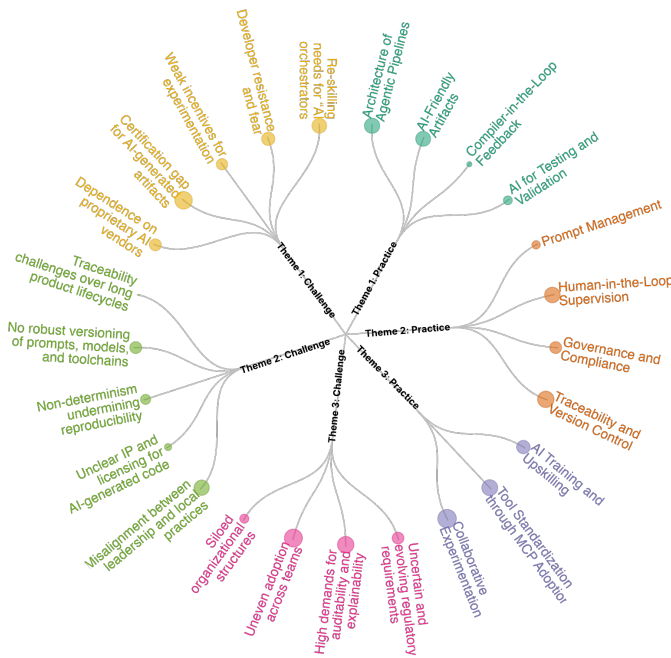 Re-skilling
needs for "AI
orchestrators
Developer resistance
and fear
Weak incentives for
experimentation
Certification gap
for AI-generated
artifacts
Dependence on
proprietary AI
vendors
Theme 1: Challenge
Architecture of
Agentic Pipelines
AI-Friendly
Artifacts
Compiler-in-the-Loop
Feedback
AI for Testing and
Validation
Theme 1: Practice
Prompt Management
Human-in-the-Loop
Supervision
Governance and
Compliance
Traceability and
Version Control
Theme 2: Practice
Traceability
challenges over long
product lifecycles
No robust versioning
of prompts, models,
and toolchains
Non-determinism
undermining
reproducibility
Unclear IP and
licensing for
AI-generated code
Misalignment between
leadership and local
practices
Theme 2: Challenge
Theme 3: Practice
AI Training and
Upskilling
Tool Standardization
through MCP Adoption
Collaborative
Experimentation
Theme 3: Challenge
Siloed
organizational
structures
Uneven adoption
across teams
High demands for
auditability and
explainability
Uncertain and
evolving regulatory
requirements